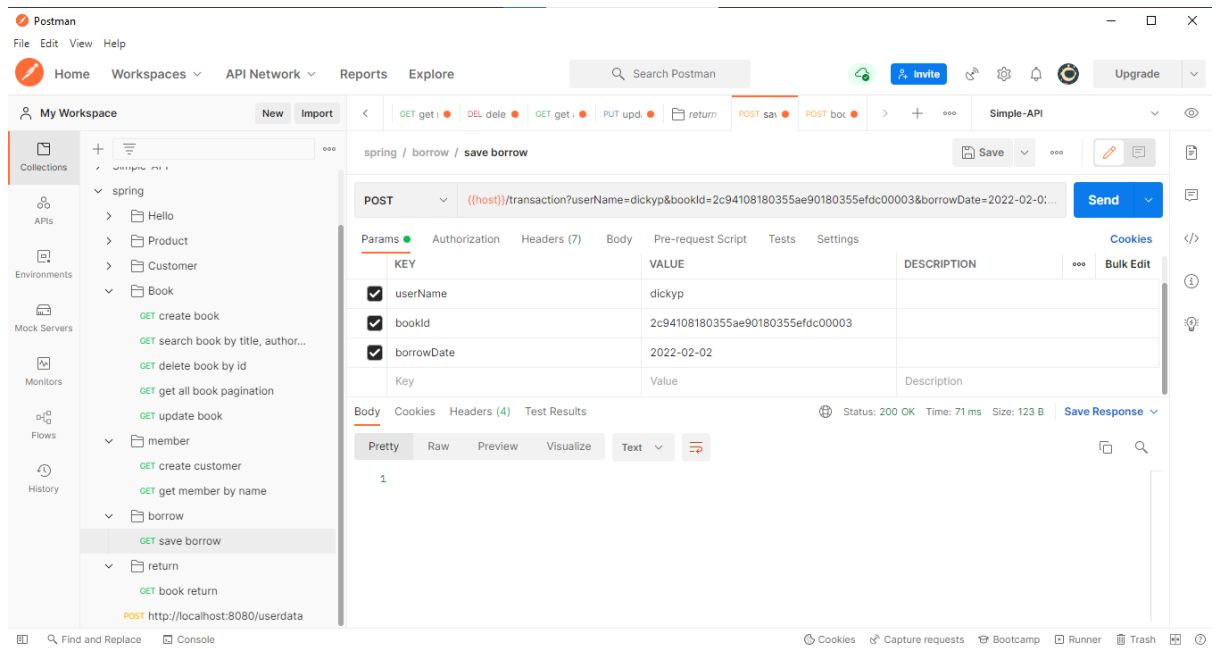 Postman
File Edit View Help
Home Workspaces API Network Reports Explore Search Postman Invite Upgrade
My Workspace New Import
GET get DEL dele GET get PUT upd return POST POST boo Simple-API
Collections
APIs
Environments
Mock Servers
Monitors
Flows
History
spring
Hello
Product
Customer
Book
GET create book
GET search book by title, author...
GET delete book by id
GET get all book pagination
GET update book
member
GET create customer
GET get member by name
borrow
GET save borrow
return
GET book return
POST http://localhost:8080/userdata
spring / borrow / save borrow Save
POST {{host}}/transaction?userName=dickyp&bookId=2c94108180355ae90180355efdc00003&borrowDate=2022-02-0... Send
Params Authorization Headers (7) Body Pre-request Script Tests Settings Cookies
KEY VALUE DESCRIPTION Bulk Edit
userName dickyp
bookId 2c94108180355ae90180355efdc00003
borrowDate 2022-02-02
Key Value Description
Body Cookies Headers (4) Test Results Status: 200 OK Time: 71 ms Size: 123 B Save Response
Pretty Raw Preview Visualize Text
1
Find and Replace Console Cookies Capture requests Bootcamp Runner Trash